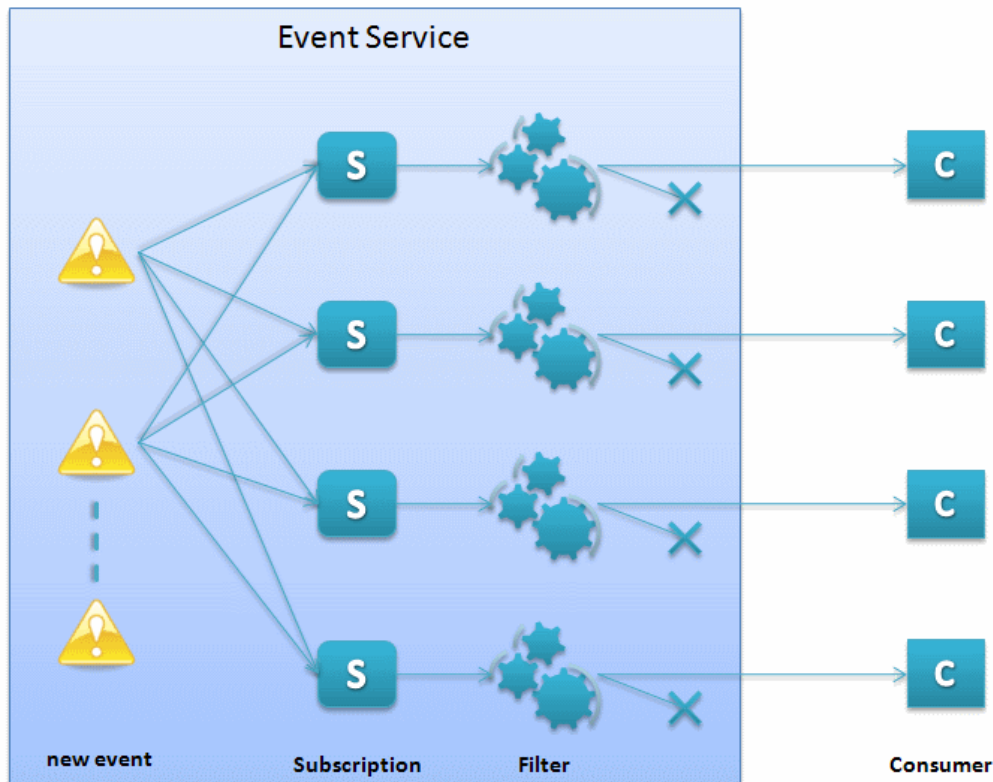 Event Service
S
C
S
C
S
C
S
C
new event
Subscription
Filter
Consumer